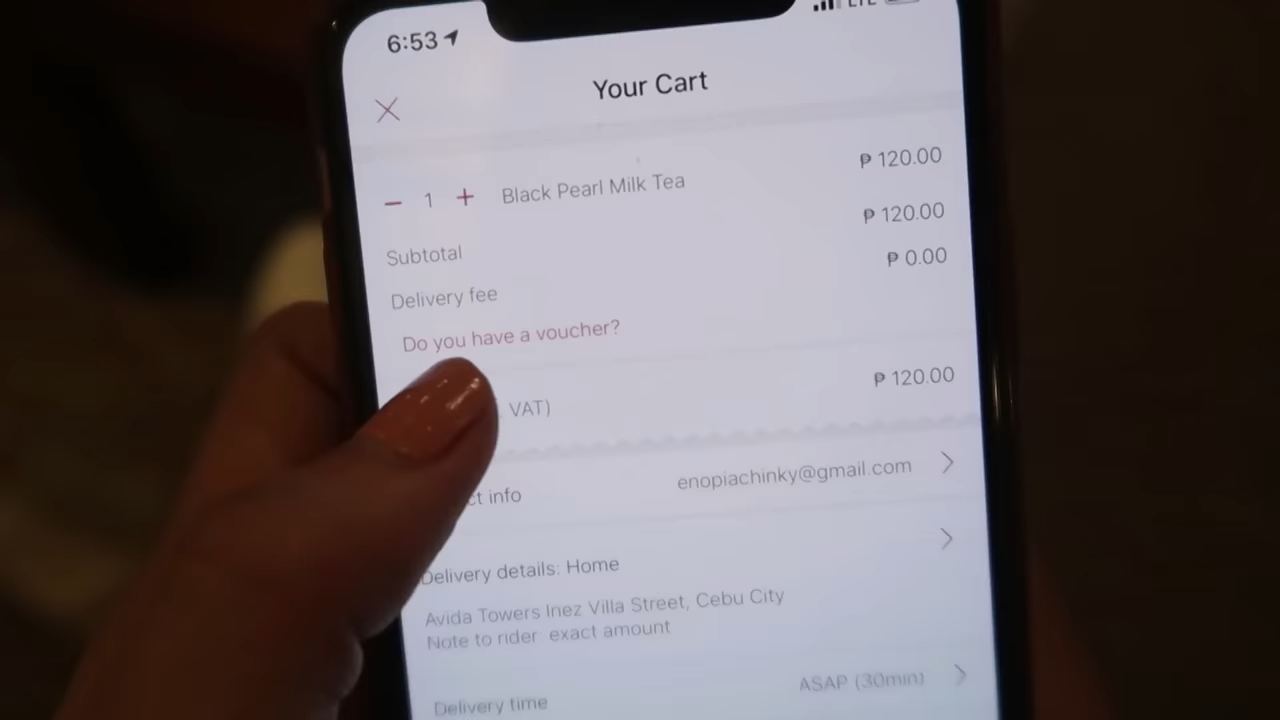 6:53
LTE
Your Cart
− 1 + Black Pearl Milk Tea ₱ 120.00
Subtotal ₱ 120.00
Delivery fee ₱ 0.00
Do you have a voucher?
VAT) ₱ 120.00
ct info enopiachinky@gmail.com
Delivery details: Home
Avida Towers Inez Villa Street, Cebu City
Note to rider: exact amount
Delivery time ASAP (30min)